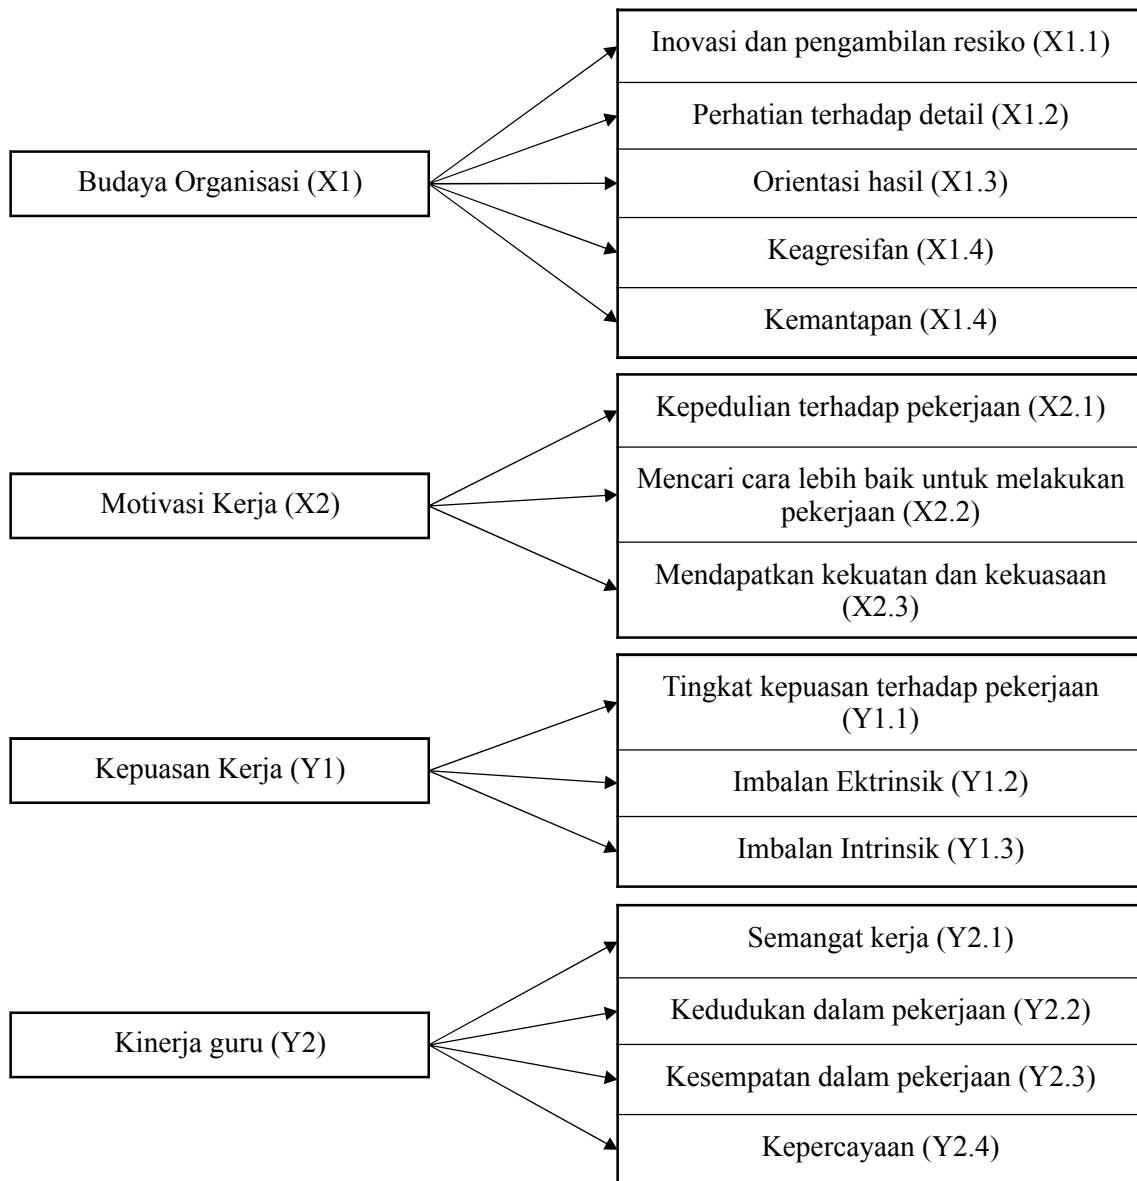 Budaya Organisasi (X1)
Inovasi dan pengambilan resiko (X1.1)
Perhatian terhadap detail (X1.2)
Orientasi hasil (X1.3)
Keagresifan (X1.4)
Kemantapan (X1.4)
Motivasi Kerja (X2)
Kepedulian terhadap pekerjaan (X2.1)
Mencari cara lebih baik untuk melakukan
pekerjaan (X2.2)
Mendapatkan kekuatan dan kekuasaan
(X2.3)
Kepuasan Kerja (Y1)
Tingkat kepuasan terhadap pekerjaan
(Y1.1)
Imbalan Ektrinsik (Y1.2)
Imbalan Intrinsik (Y1.3)
Kinerja guru (Y2)
Semangat kerja (Y2.1)
Kedudukan dalam pekerjaan (Y2.2)
Kesempatan dalam pekerjaan (Y2.3)
Kepercayaan (Y2.4)